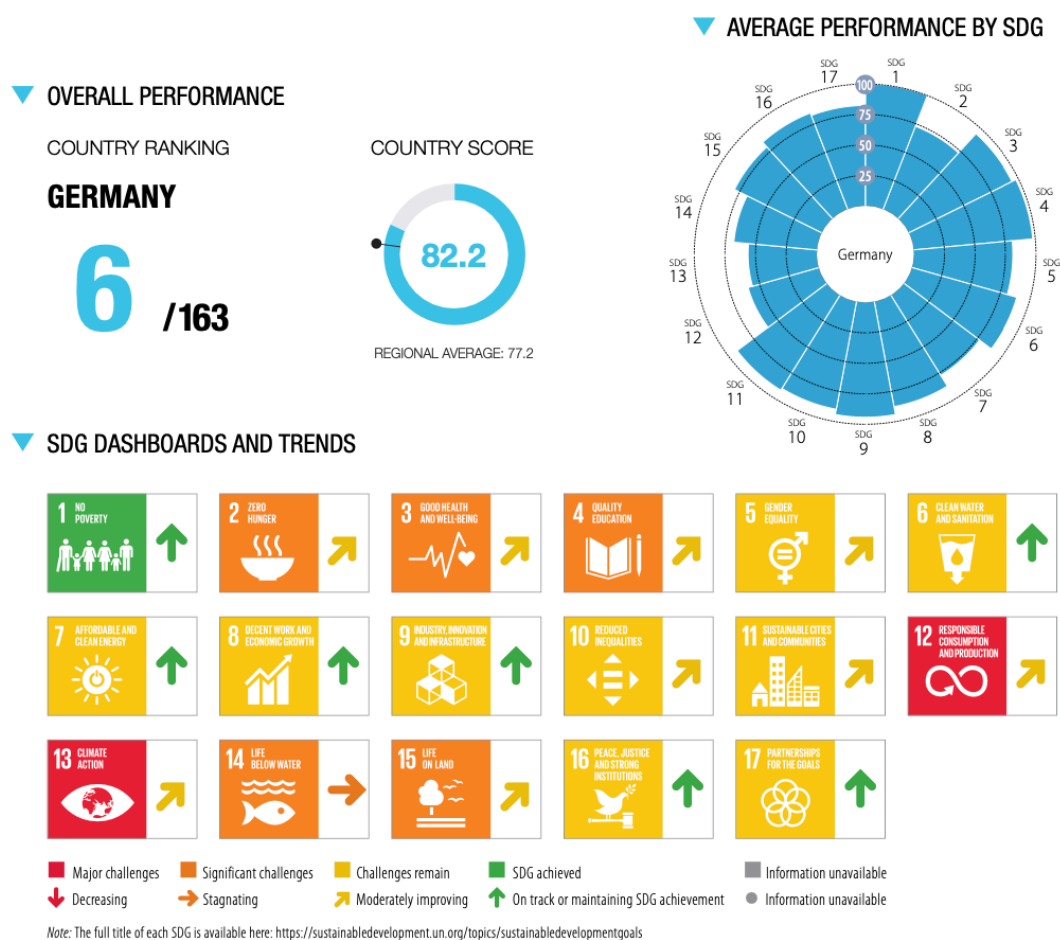 OVERALL PERFORMANCE
COUNTRY RANKING
GERMANY
6 /163
COUNTRY SCORE
82.2
REGIONAL AVERAGE: 77.2
AVERAGE PERFORMANCE BY SDG
SDG 1
SDG 2
SDG 3
SDG 4
SDG 5
SDG 6
SDG 7
SDG 8
SDG 9
SDG 10
SDG 11
SDG 12
SDG 13
SDG 14
SDG 15
SDG 16
SDG 17
100
75
50
25
Germany
SDG DASHBOARDS AND TRENDS
1 NO
POVERTY
2 ZERO
HUNGER
3 GOOD HEALTH
AND WELL-BEING
4 QUALITY
EDUCATION
5 GENDER
EQUALITY
6 CLEAN WATER
AND SANITATION
7 AFFORDABLE AND
CLEAN ENERGY
8 DECENT WORK AND
ECONOMIC GROWTH
9 INDUSTRY, INNOVATION
AND INFRASTRUCTURE
10 REDUCED
INEQUALITIES
11 SUSTAINABLE CITIES
AND COMMUNITIES
12 RESPONSIBLE
CONSUMPTION
AND PRODUCTION
13 CLIMATE
ACTION
14 LIFE
BELOW WATER
15 LIFE
ON LAND
16 PEACE, JUSTICE
AND STRONG
INSTITUTIONS
17 PARTNERSHIPS
FOR THE GOALS
Major challenges
Significant challenges
Challenges remain
SDG achieved
Information unavailable
Decreasing
Stagnating
Moderately improving
On track or maintaining SDG achievement
Information unavailable
Note: The full title of each SDG is available here: https://sustainabledevelopment.un.org/topics/sustainabledevelopmentgoals